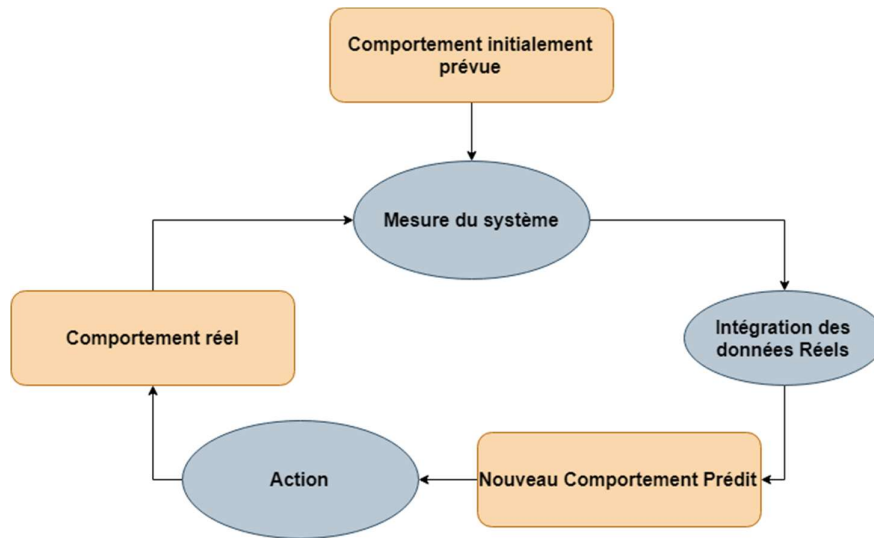 Comportement initialement
prévue
Mesure du système
Intégration des
données Réels
Comportement réel
Nouveau Comportement Prédit
Action